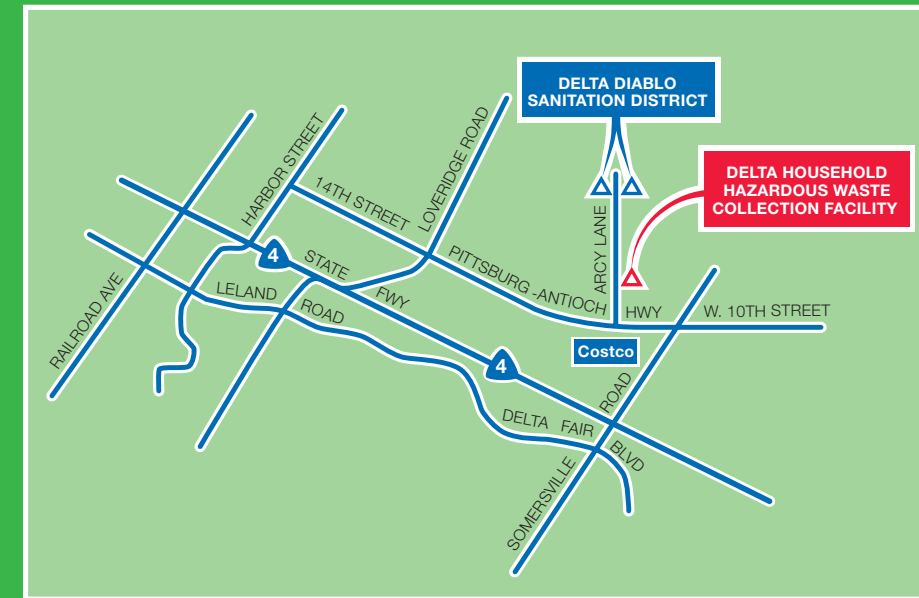 DELTA DIABLO
SANITATION DISTRICT
DELTA HOUSEHOLD
HAZARDOUS WASTE
COLLECTION FACILITY
HARBOR STREET
14TH STREET
LOVERIDGE ROAD
ARCY LANE
4
STATE FWY
PITTSBURG -ANTIOCH HWY
W. 10TH STREET
RAILROAD AVE
LELAND ROAD
Costco
4
DELTA FAIR BLVD
SOMERSVILLE ROAD